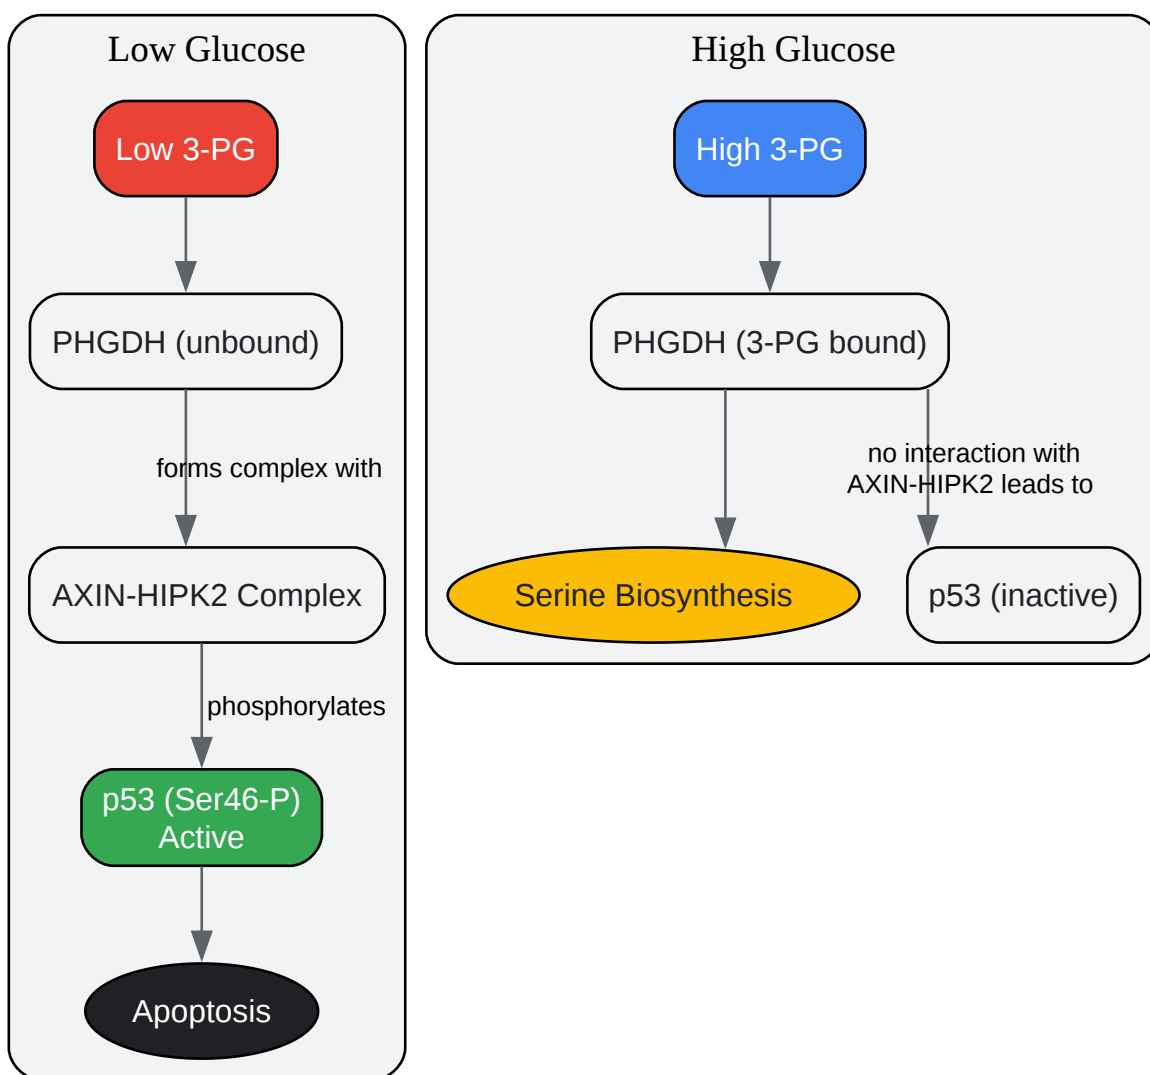 Low Glucose
Low 3-PG
PHGDH (unbound)
forms complex with
AXIN-HIPK2 Complex
phosphorylates
p53 (Ser46-P)
Active
Apoptosis
High Glucose
High 3-PG
PHGDH (3-PG bound)
no interaction with
AXIN-HIPK2 leads to
Serine Biosynthesis
p53 (inactive)